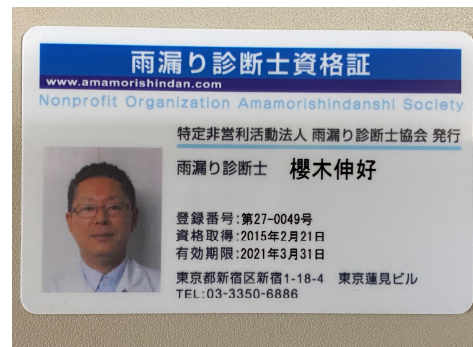 雨漏り診断士資格証
www.amamorishindan.com
Nonprofit Organization Amamorishindanshi Society
特定非営利活動法人 雨漏り診断士協会 発行
雨漏り診断士 櫻木伸好
登録番号:第27-0049号
資格取得:2015年2月21日
有効期限:2021年3月31日
東京都新宿区新宿1-18-4 東京蓮見ビル
TEL:03-3350-6886